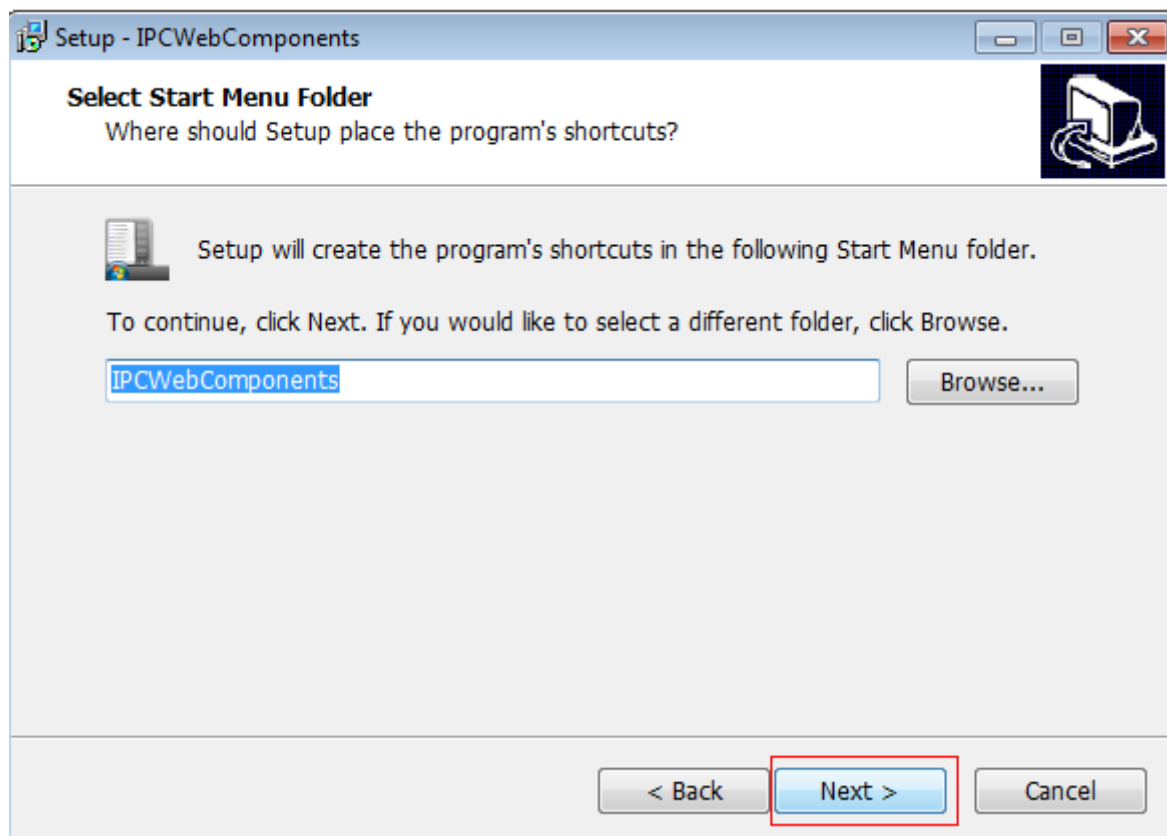 Setup - IPCWebComponents
Select Start Menu Folder
Where should Setup place the program's shortcuts?
Setup will create the program's shortcuts in the following Start Menu folder.
To continue, click Next. If you would like to select a different folder, click Browse.
IPCWebComponents
Browse...
< Back
Next >
Cancel